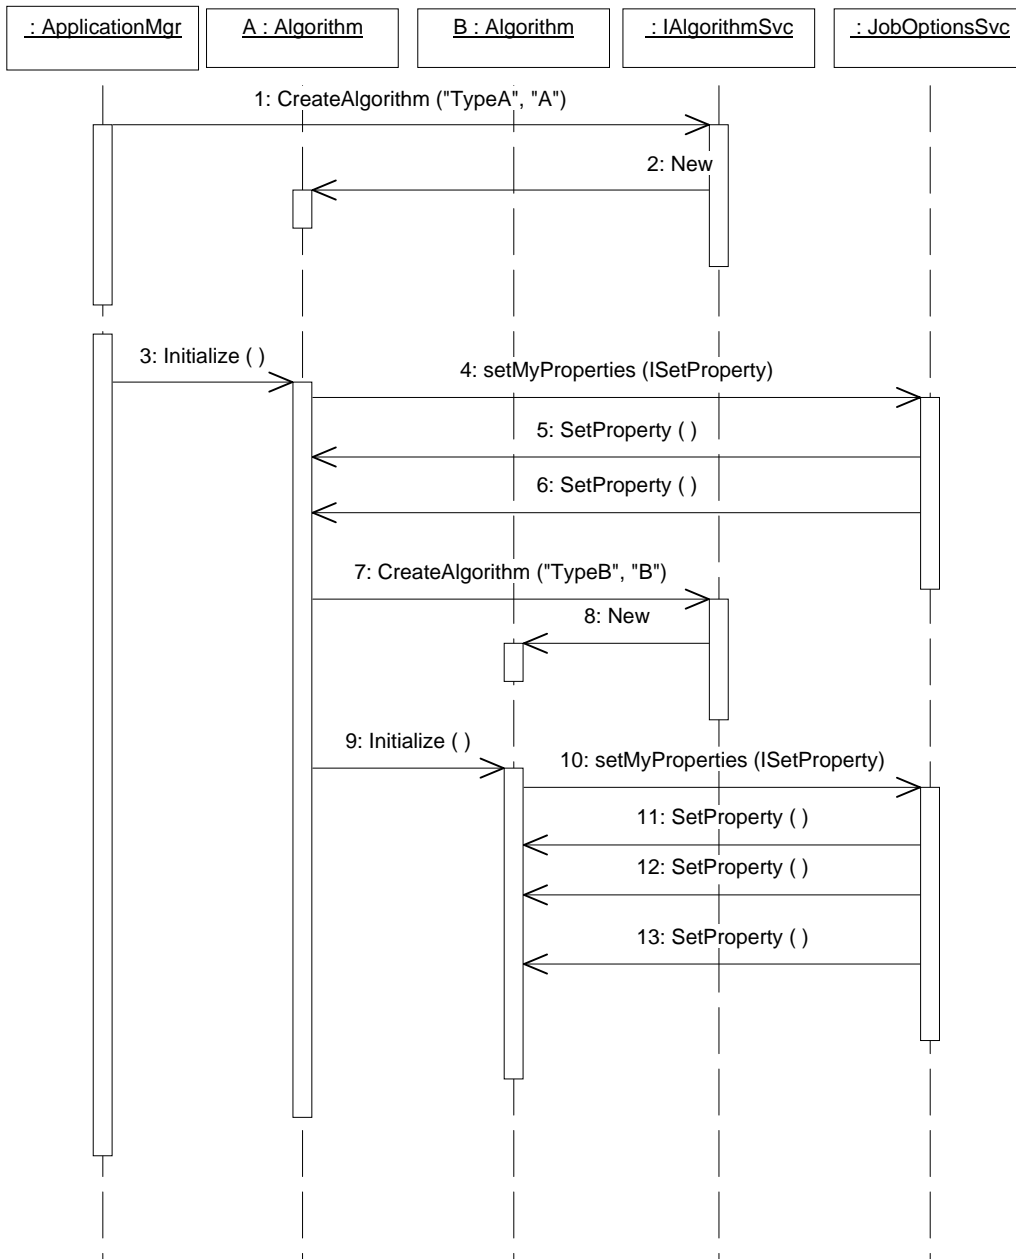 : ApplicationMgr
A : Algorithm
B : Algorithm
: IAlgorithmSvc
: JobOptionsSvc
1: CreateAlgorithm ("TypeA", "A")
2: New
3: Initialize ( )
4: setMyProperties (ISetProperty)
5: SetProperty ( )
6: SetProperty ( )
7: CreateAlgorithm ("TypeB", "B")
8: New
9: Initialize ( )
10: setMyProperties (ISetProperty)
11: SetProperty ( )
12: SetProperty ( )
13: SetProperty ( )